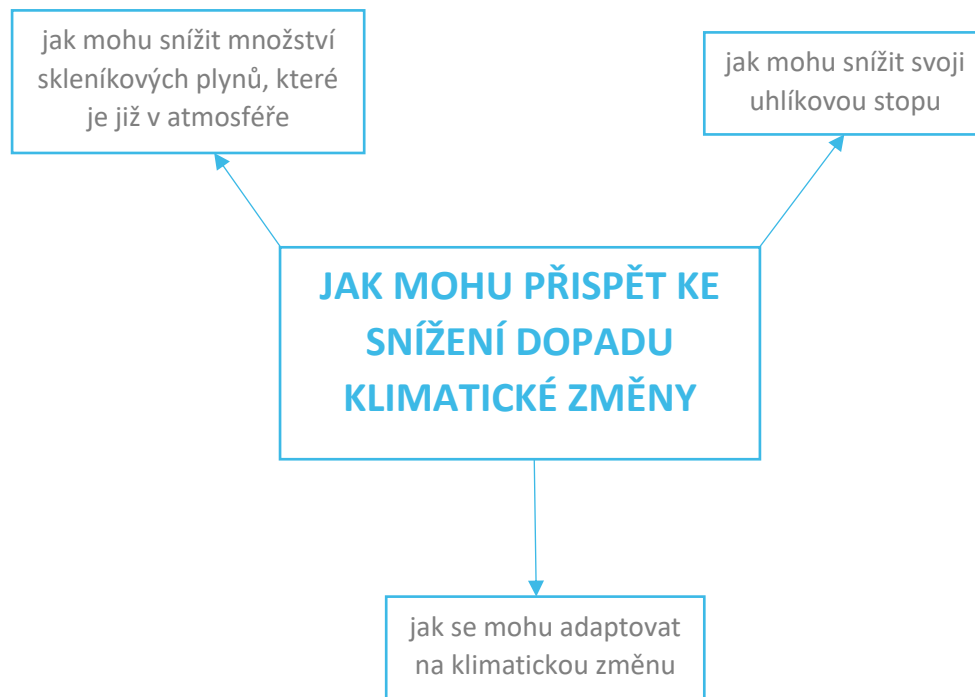 jak mohu snížit množství
skleníkových plynů, které
je již v atmosféře
jak mohu snížit svoji
uhlíkovou stopu
JAK MOHU PŘISPĚT KE
SNÍŽENÍ DOPADU
KLIMATICKÉ ZMĚNY
jak se mohu adaptovat
na klimatickou změnu